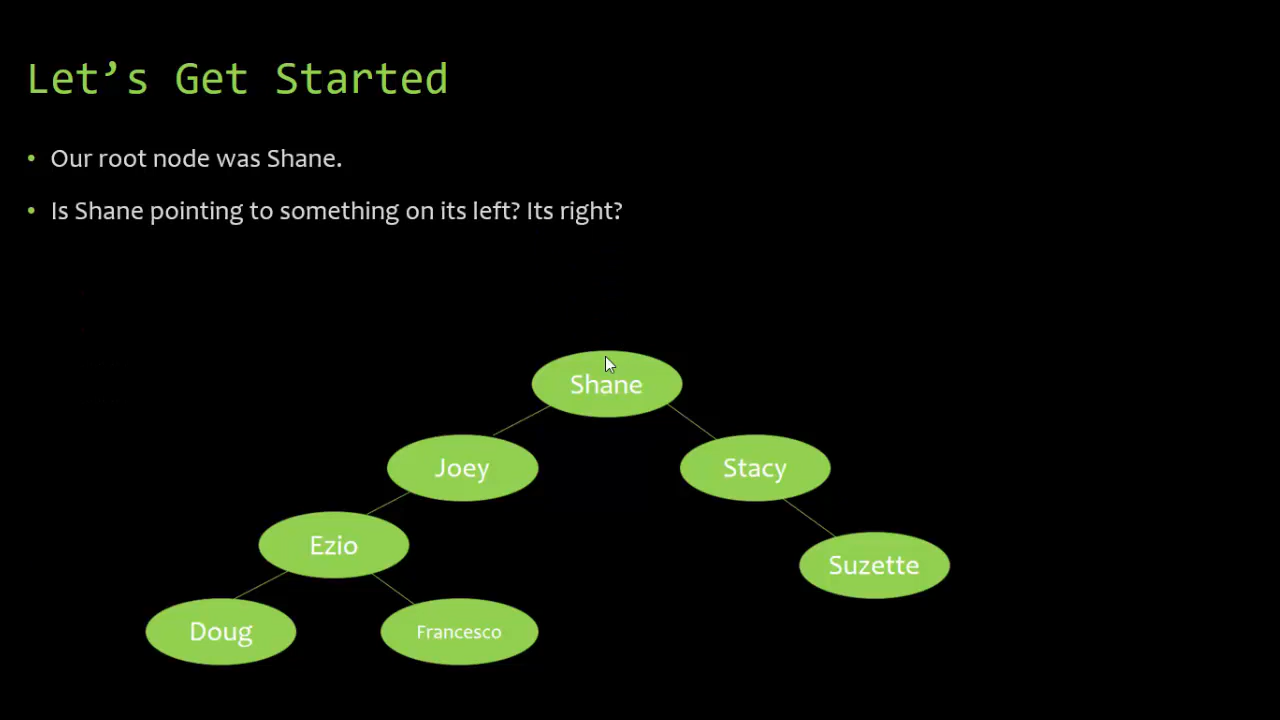 Let’s Get Started
• Our root node was Shane.
• Is Shane pointing to something on its left? Its right?
Shane
Joey
Stacy
Ezio
Suzette
Doug
Francesco